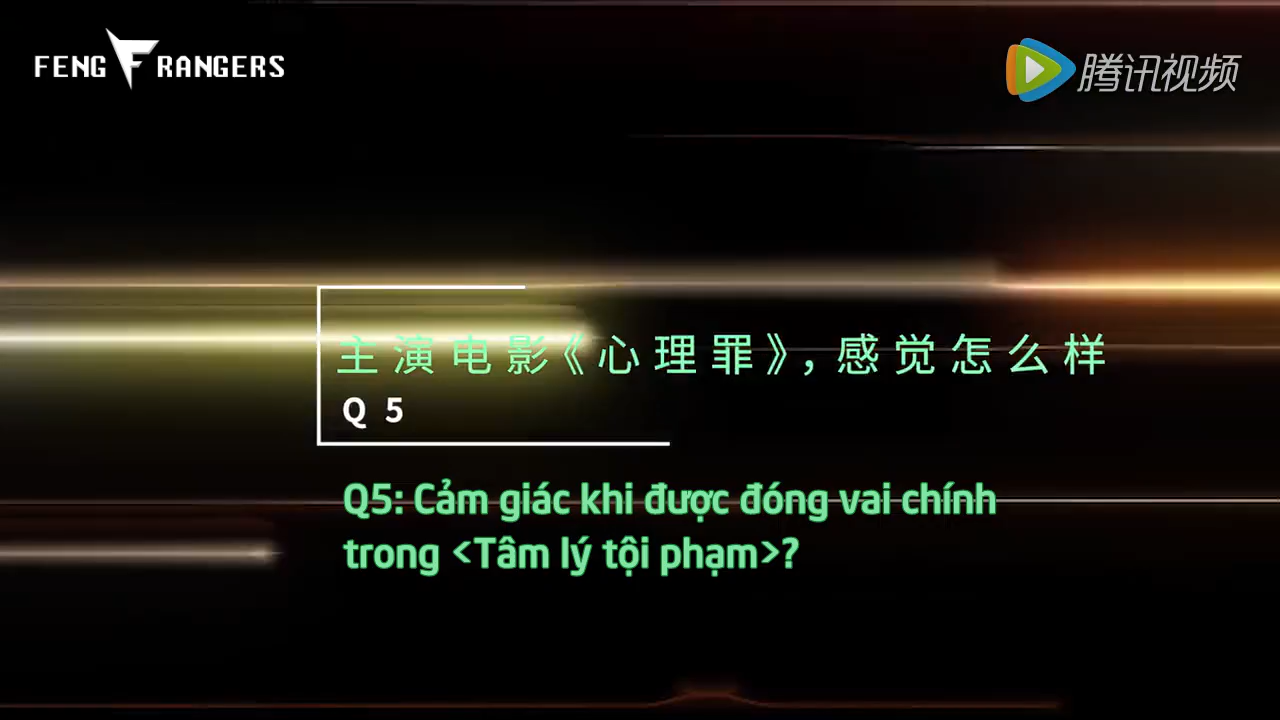 FENG F RANGERS
腾讯视频
主演电影《心理罪》，感觉怎么样
Q 5
Q5: Cảm giác khi được đóng vai chính
trong <Tâm lý tội phạm>?